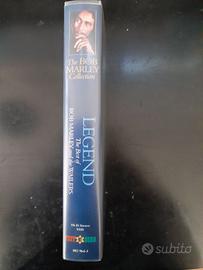 The BOB
MARLEY
Collection
LEGEND
The Best of
BOB MARLEY and the WAILERS
subito